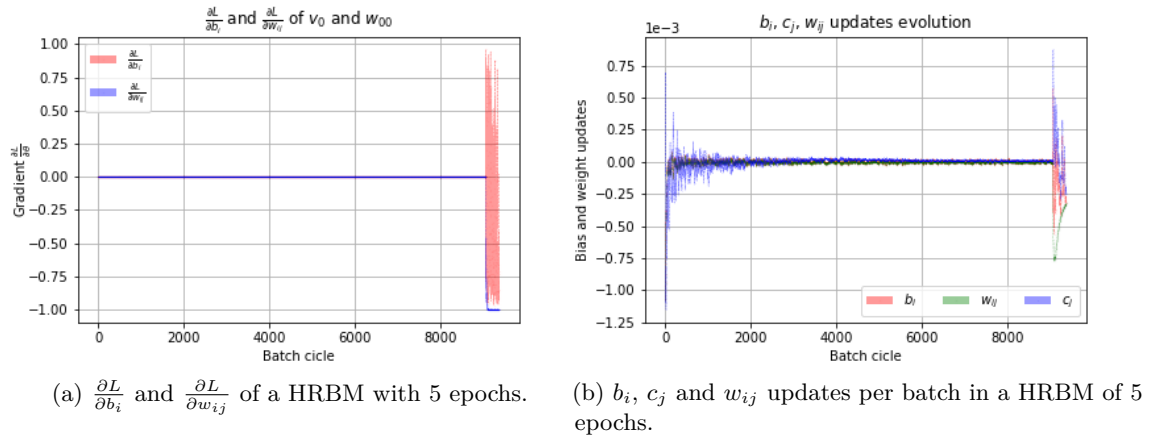 ∂L/∂b_i and ∂L/∂w_ij of v_0 and w_00
1.00
0.75
0.50
0.25
0.00
−0.25
−0.50
−0.75
−1.00
Gradient ∂L/∂θ
∂L/∂b_i
∂L/∂w_ij
0 2000 4000 6000 8000
Batch cicle
(a) ∂L/∂b_i and ∂L/∂w_ij of a HRBM with 5 epochs.
b_i, c_j, w_ij updates evolution
1e−3
0.75
0.50
0.25
0.00
−0.25
−0.50
−0.75
−1.00
−1.25
Bias and weight updates
b_i w_ij c_j
0 2000 4000 6000 8000
Batch cicle
(b) b_i, c_j and w_ij updates per batch in a HRBM of 5
epochs.